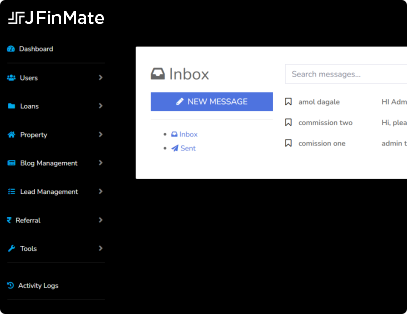 JFinMate
Dashboard
Users
Loans
Property
Blog Management
Lead Management
Referral
Tools
Activity Logs
Inbox
NEW MESSAGE
Inbox
Sent
Search messages...
amol dagale HI Adm
commission two Hi, plea
comission one admin t